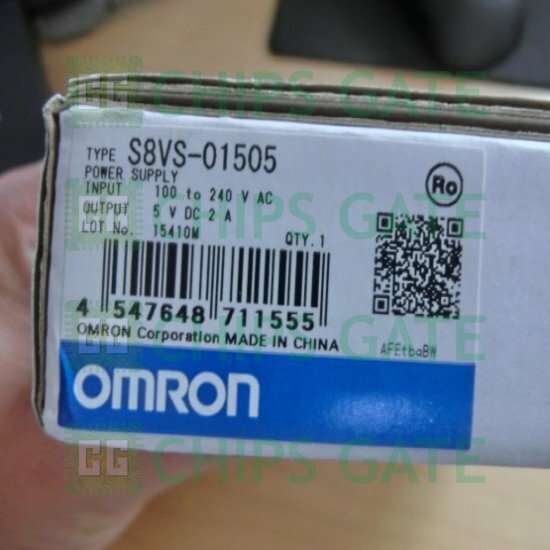 TYPE S8VS-01505
POWER SUPPLY
INPUT 100 to 240 V AC
OUTPUT 5 V DC 2 A
LOT No. 15410M QTY. 1
Ro
4 547648 711555
OMRON Corporation MADE IN CHINA
AFEtbaBW
OMRON
CHIPS GATE
CHIPS GATE
CHIPS GATE
CHIPS GATE